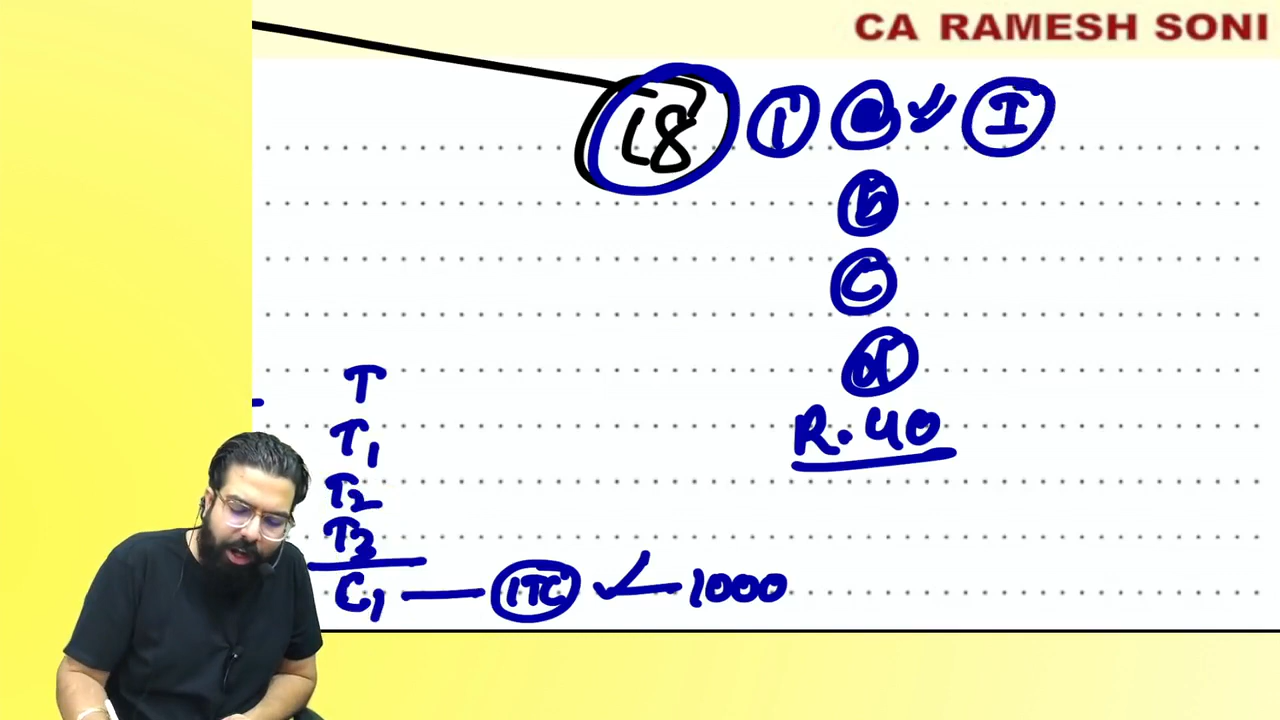 CA RAMESH SONI
18 1 a I
b
c
d
R. 40
T
T1
T2
T3
C1 — ITC ✓ 1000